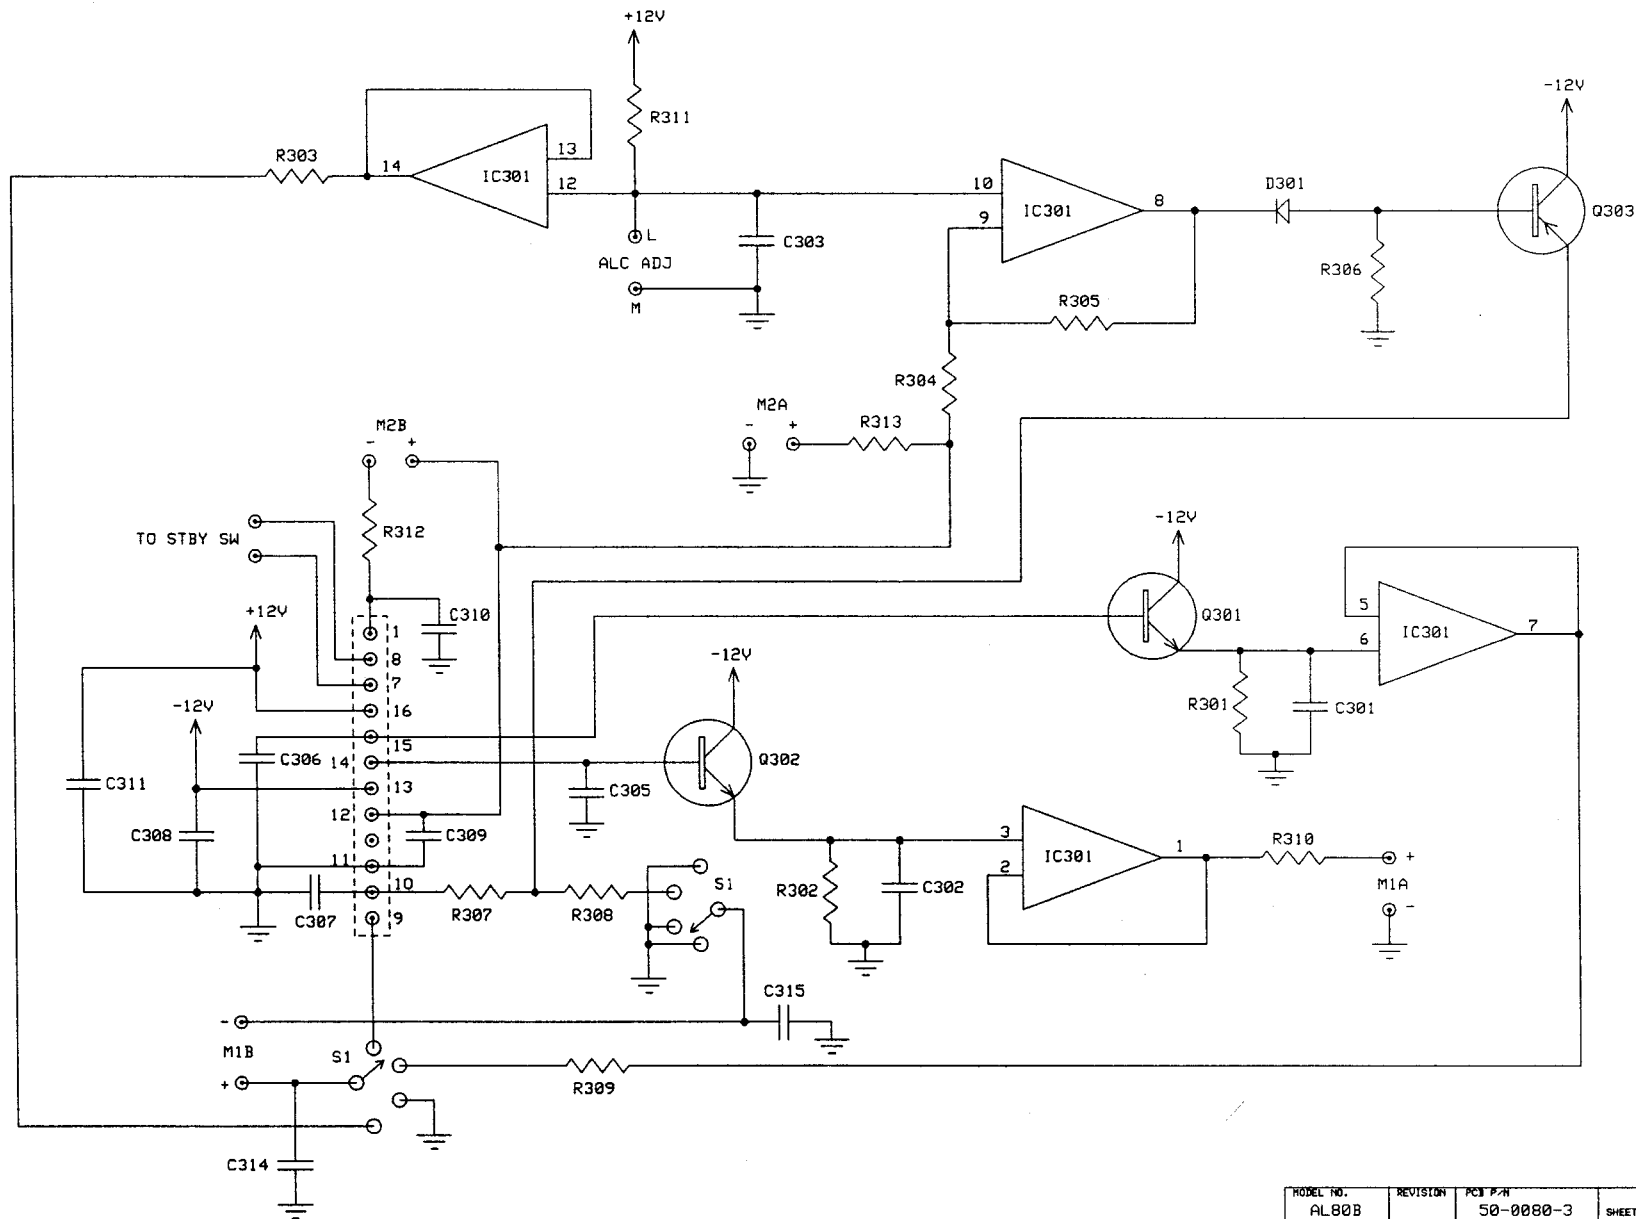 +12V
R311
-12V
R303
14
13
12
IC301
10
9
IC301
8
D301
Q303
L
C303
ALC ADJ
M
R306
R305
R304
M2A
- +
R313
M2B
- +
R312
TO STBY SW
+12V
C310
-12V
Q301
5
6
IC301
7
1
8
7
16
15
14
13
12
11
10
9
-12V
-12V
R301
C301
C306
C311
C308
C305
Q302
C309
3
2
IC301
1
R310
+
M1A
-
R302
C302
C307
R307
R308
S1
C315
-
M1B
+
S1
R309
C314
MODEL NO.
AL80B
REVISION
PCB P/N
50-0080-3
SHEET